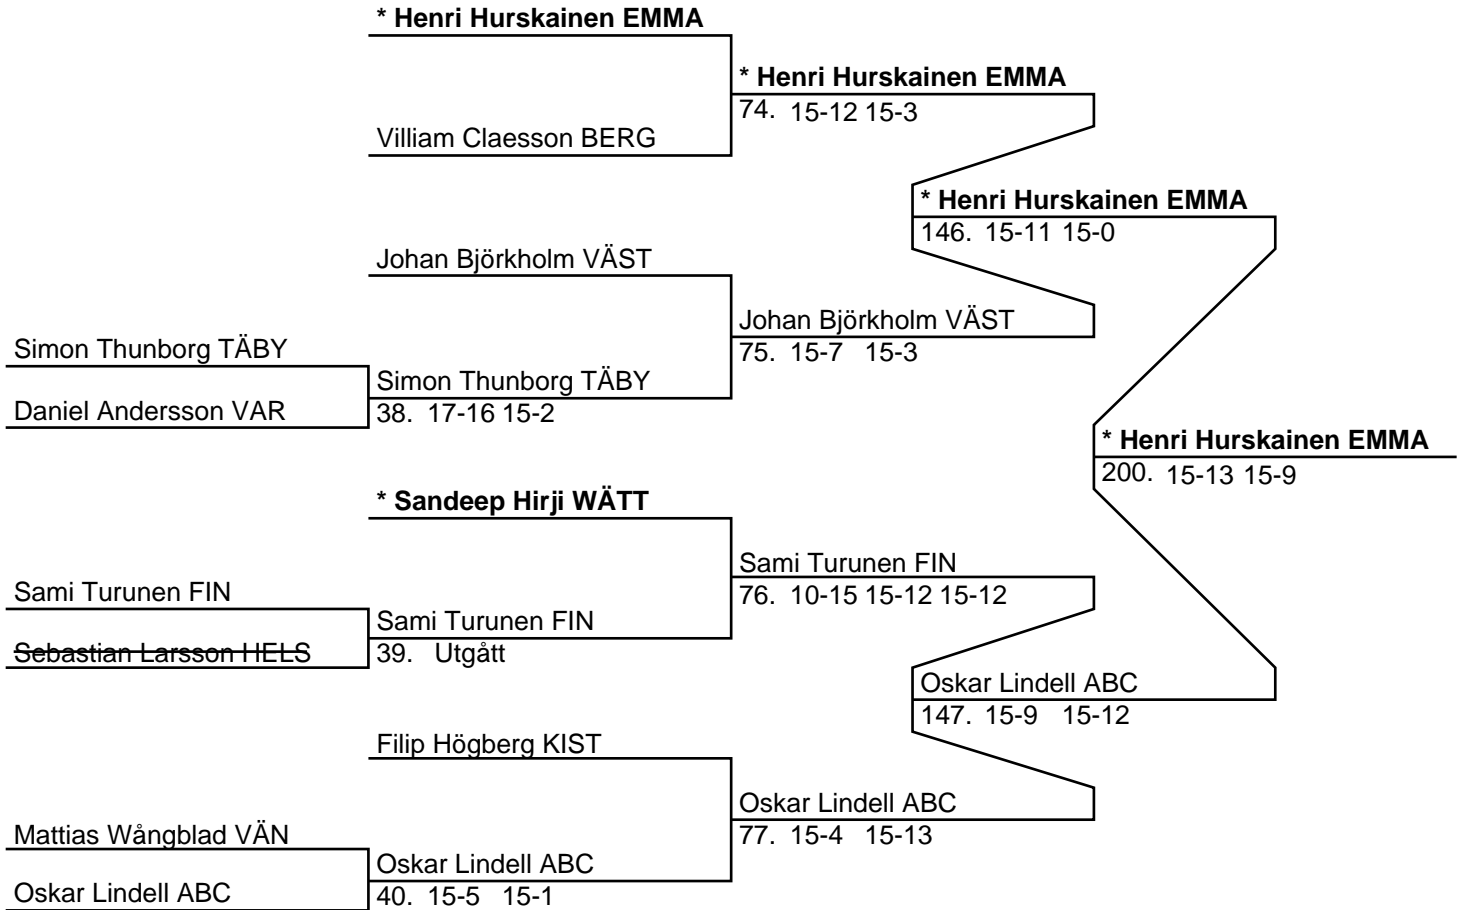 * Henri Hurskainen EMMA
* Henri Hurskainen EMMA
74. 15-12 15-3
Villiam Claesson BERG
* Henri Hurskainen EMMA
146. 15-11 15-0
Johan Björkholm VÄST
Johan Björkholm VÄST
75. 15-7 15-3
Simon Thunborg TÄBY
Simon Thunborg TÄBY
38. 17-16 15-2
Daniel Andersson VAR
* Henri Hurskainen EMMA
200. 15-13 15-9
* Sandeep Hirji WÄTT
Sami Turunen FIN
76. 10-15 15-12 15-12
Sami Turunen FIN
Sami Turunen FIN
39. Utgått
Sebastian Larsson HELS
Oskar Lindell ABC
147. 15-9 15-12
Filip Högberg KIST
Oskar Lindell ABC
77. 15-4 15-13
Mattias Wångblad VÄN
Oskar Lindell ABC
40. 15-5 15-1
Oskar Lindell ABC